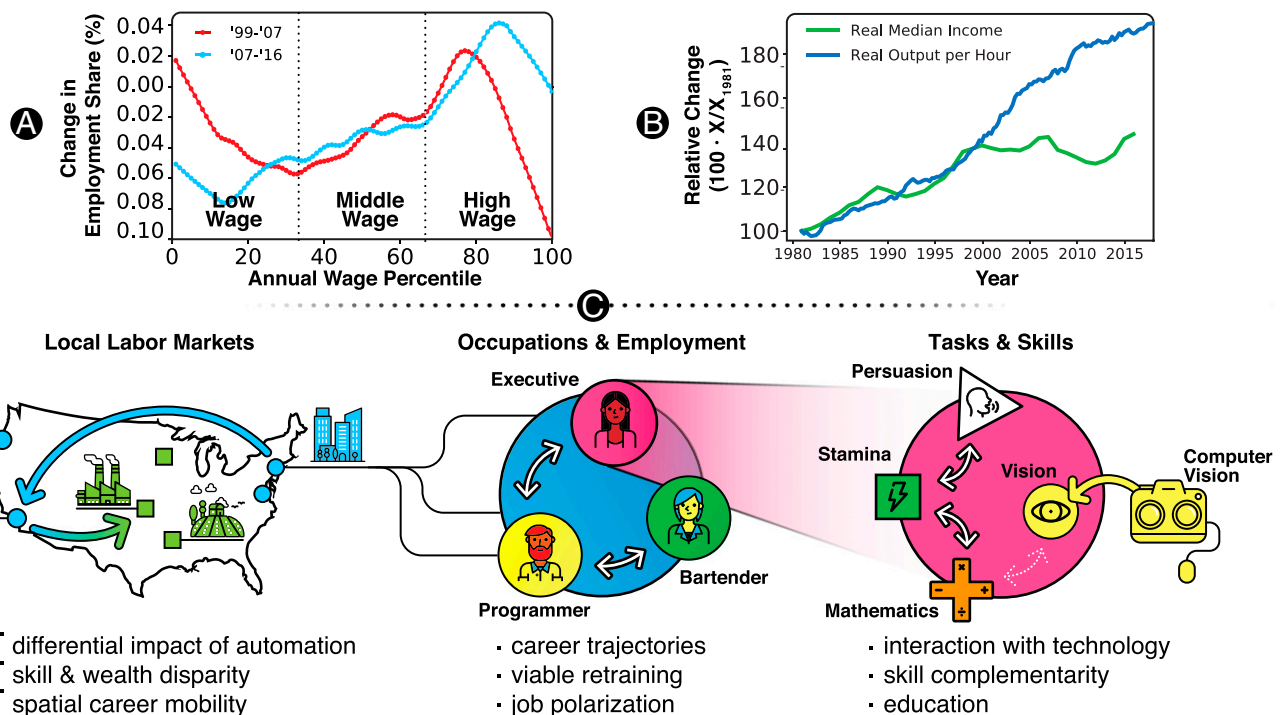 A
Change in
Employment Share (%)
0.04
0.02
0.00
0.02
0.04
0.06
0.08
0.10
'99-'07
'07-'16
Low
Wage
Middle
Wage
High
Wage
0 20 40 60 80 100
Annual Wage Percentile
B
Relative Change
(100 · X/X1981)
180
160
140
120
100
Real Median Income
Real Output per Hour
1980 1985 1990 1995 2000 2005 2010 2015
Year
C
Local Labor Markets
differential impact of automation
skill & wealth disparity
spatial career mobility
Occupations & Employment
Executive
Programmer
Bartender
· career trajectories
· viable retraining
· job polarization
Tasks & Skills
Persuasion
Stamina
Vision
Computer
Vision
Mathematics
· interaction with technology
· skill complementarity
· education